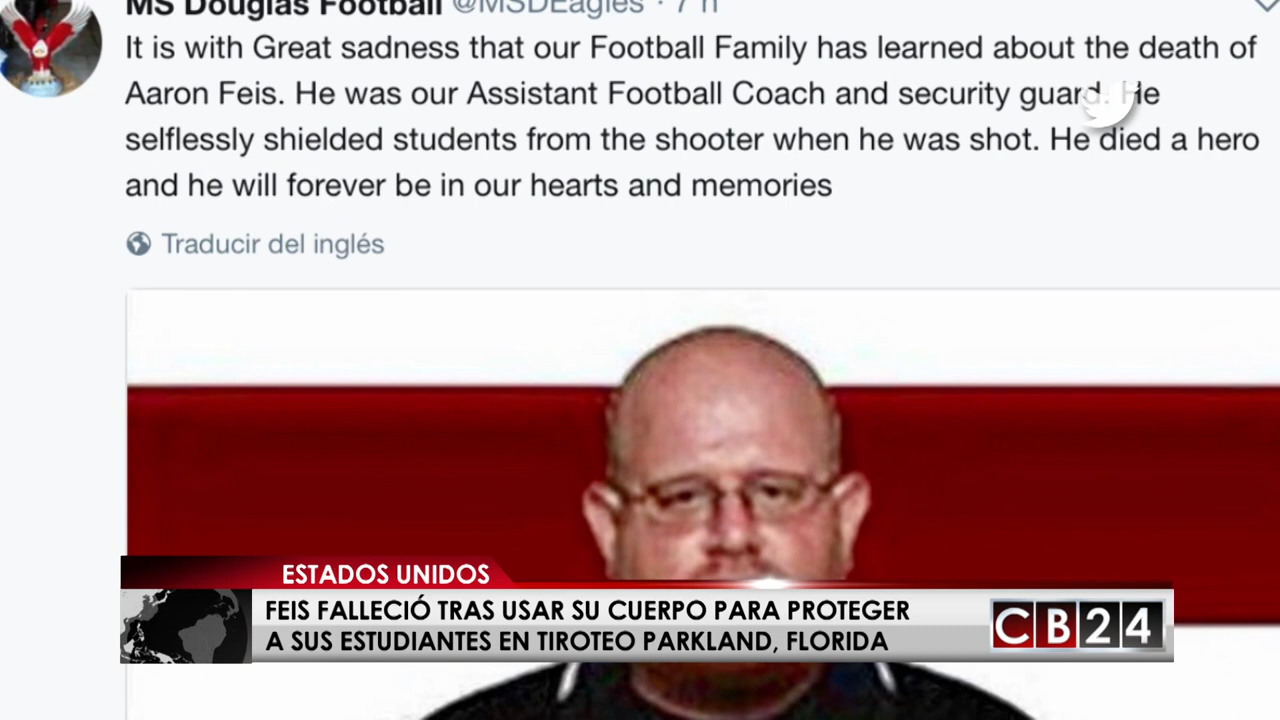 MS Douglas Football @MSDEagles · 7 h
It is with Great sadness that our Football Family has learned about the death of
Aaron Feis. He was our Assistant Football Coach and security guard. He
selflessly shielded students from the shooter when he was shot. He died a hero
and he will forever be in our hearts and memories
Traducir del inglés
ESTADOS UNIDOS
FEIS FALLECIÓ TRAS USAR SU CUERPO PARA PROTEGER
A SUS ESTUDIANTES EN TIROTEO PARKLAND, FLORIDA
CB24